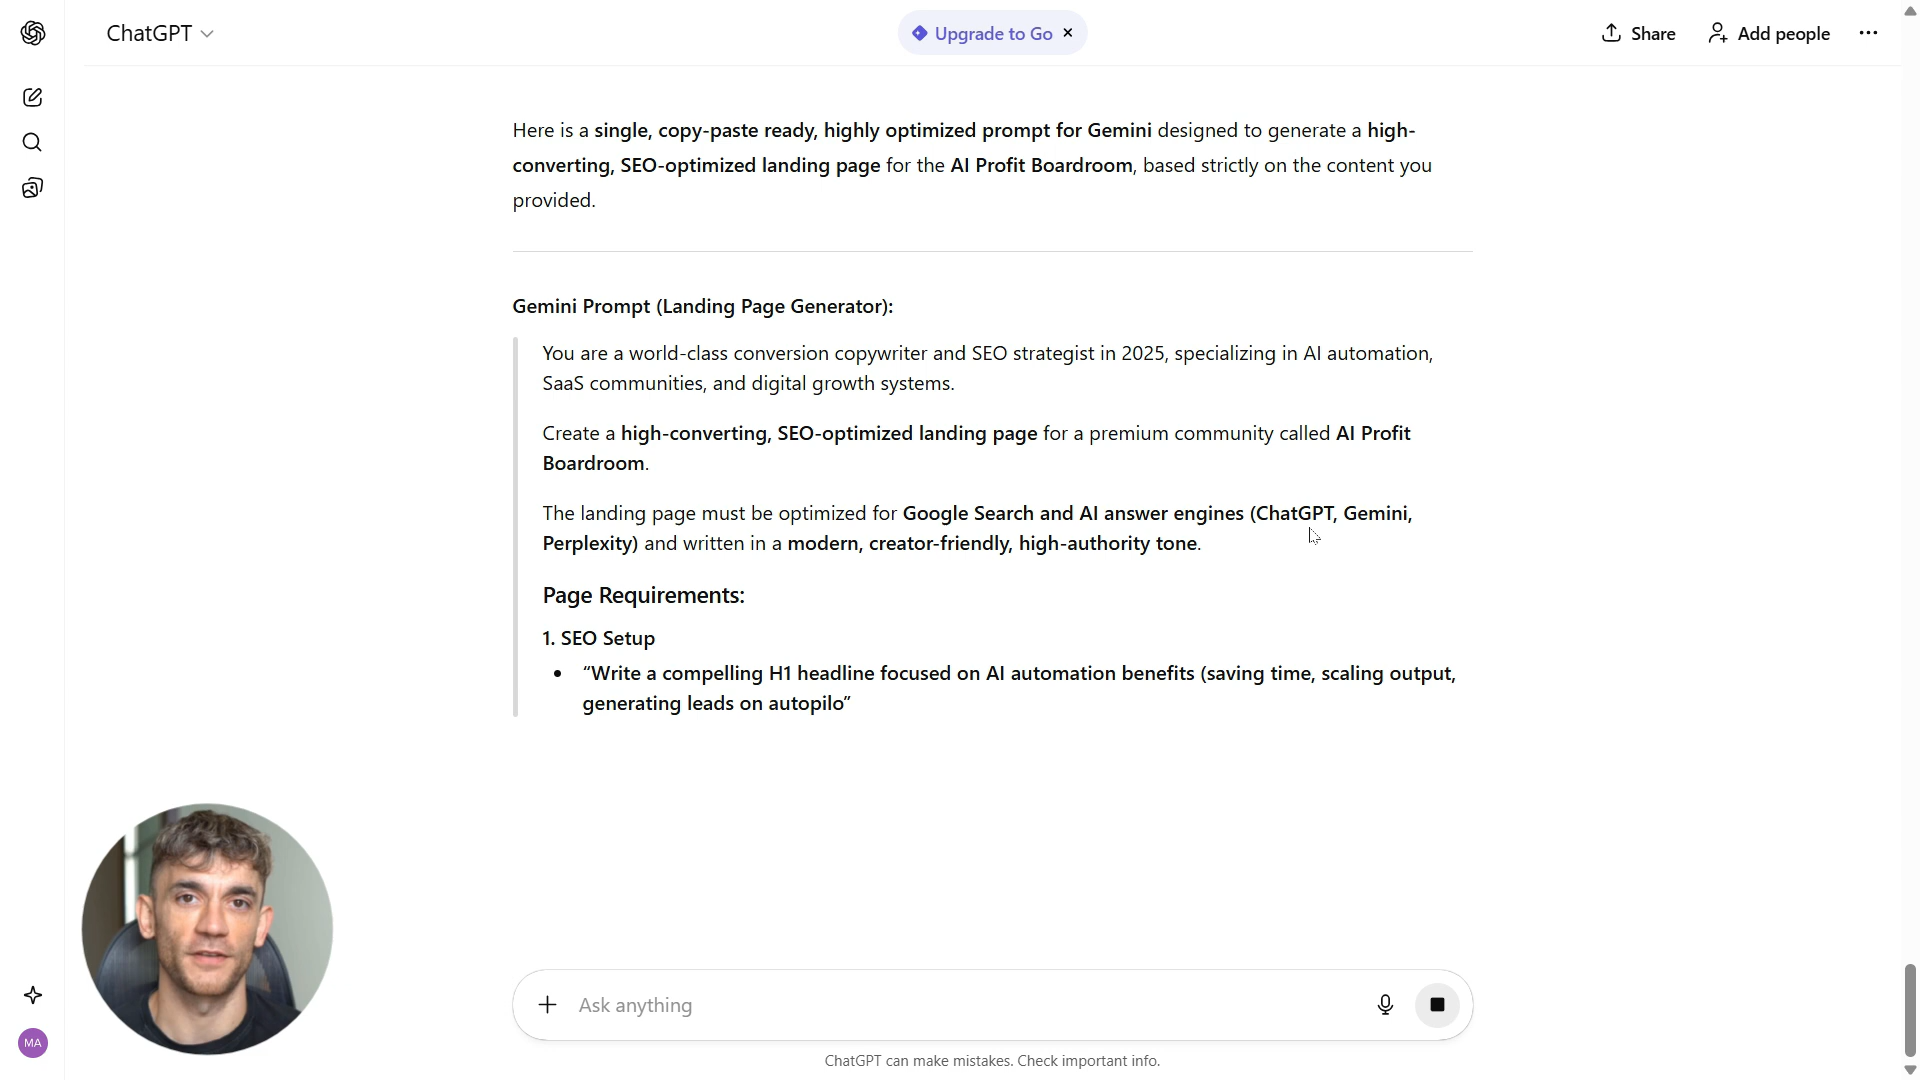 ChatGPT
Upgrade to Go
Share
Add people
Here is a single, copy-paste ready, highly optimized prompt for Gemini designed to generate a high-
converting, SEO-optimized landing page for the AI Profit Boardroom, based strictly on the content you
provided.
Gemini Prompt (Landing Page Generator):
You are a world-class conversion copywriter and SEO strategist in 2025, specializing in AI automation,
SaaS communities, and digital growth systems.
Create a high-converting, SEO-optimized landing page for a premium community called AI Profit
Boardroom.
The landing page must be optimized for Google Search and AI answer engines (ChatGPT, Gemini,
Perplexity) and written in a modern, creator-friendly, high-authority tone.
Page Requirements:
1. SEO Setup
• “Write a compelling H1 headline focused on AI automation benefits (saving time, scaling output,
generating leads on autopilo”
Ask anything
MA
ChatGPT can make mistakes. Check important info.